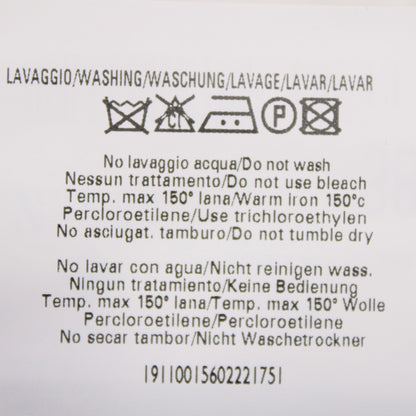 LAVAGGIO/WASHING/WASCHUNG/LAVAGE/LAVAR/LAVAR
CL
P
No lavaggio acqua/Do not wash
Nessun trattamento/Do not use bleach
Temp. max 150° lana/Warm iron 150°c
Percloroetilene/Use trichloroethylen
No asciugat. tamburo/Do not tumble dry
No lavar con agua/Nicht reinigen wass.
Ningun tratamiento/Keine Bedienung
Temp. max 150° lana/Temp. max 150° Wolle
Percloroetilene/Percloroetilene
No secar tambor/Nicht Waschetrockner
19110015602221751